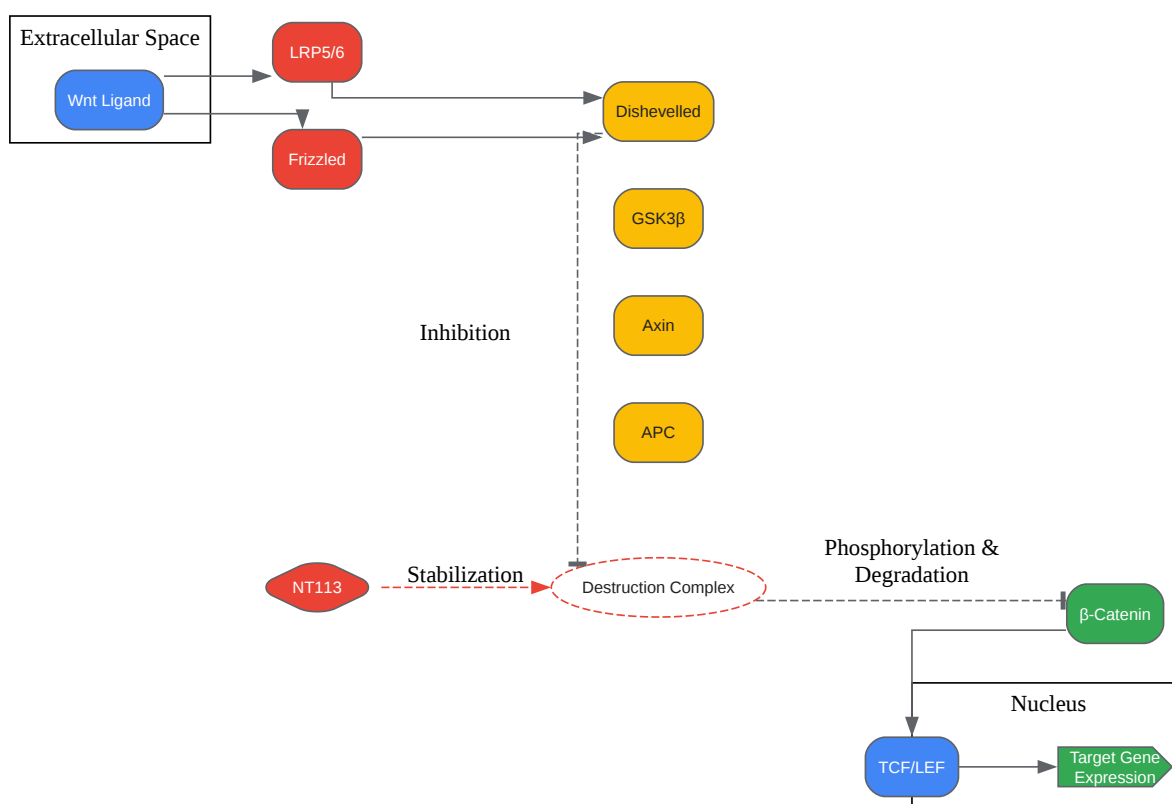 Extracellular Space
LRP5/6
Wnt Ligand
Dishevelled
Frizzled
GSK3β
Axin
Inhibition
APC
Phosphorylation &
Degradation
Stabilization
NT113
Destruction Complex
β-Catenin
Nucleus
TCF/LEF
Target Gene
Expression